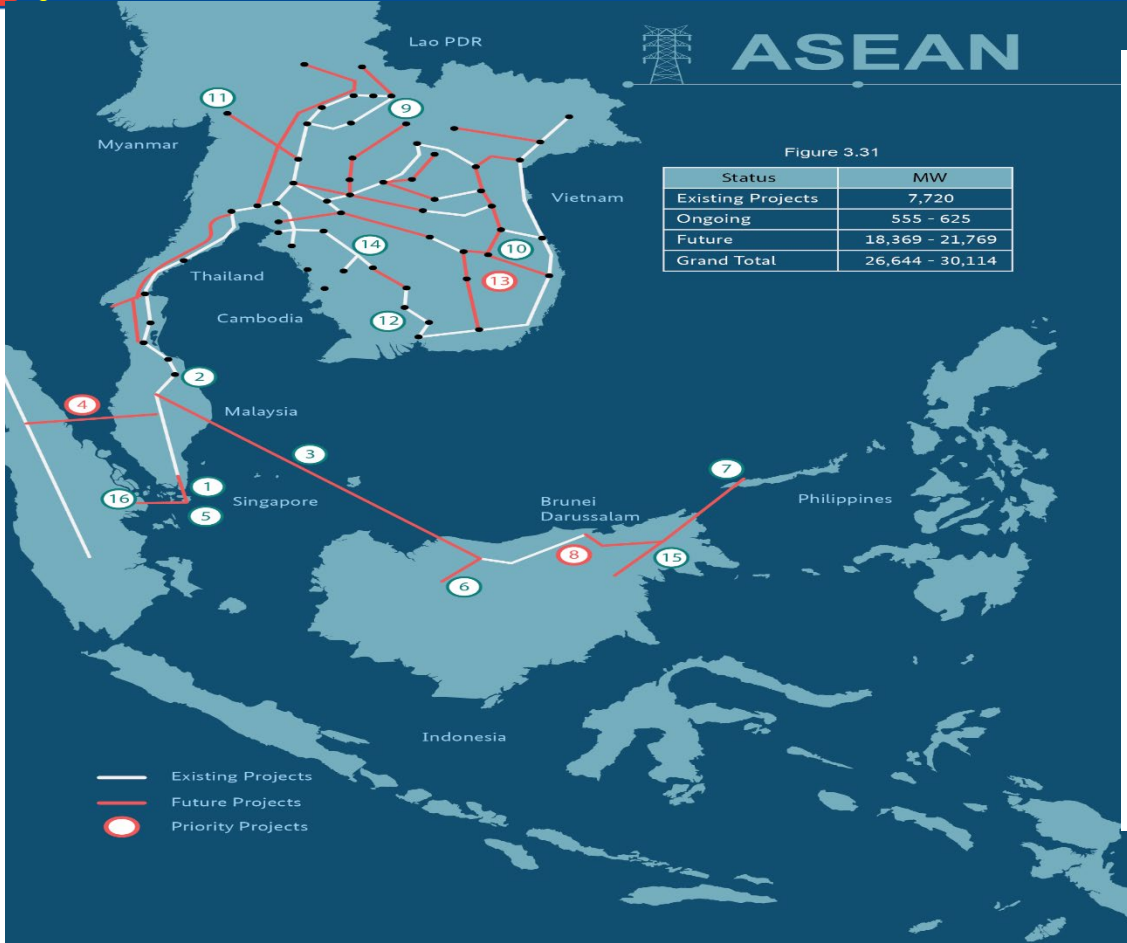 ASEAN
Lao PDR
11
9
Myanmar
Figure 3.31
Status MW
Existing Projects 7,720
Ongoing 555 - 625
Future 18,369 - 21,769
Grand Total 26,644 - 30,114
Vietnam
14
10
Thailand
13
Cambodia
12
2
4
Malaysia
3
7
1
16
Singapore
5
Brunei
Darussalam
Philippines
8
15
6
Indonesia
Existing Projects
Future Projects
Priority Projects